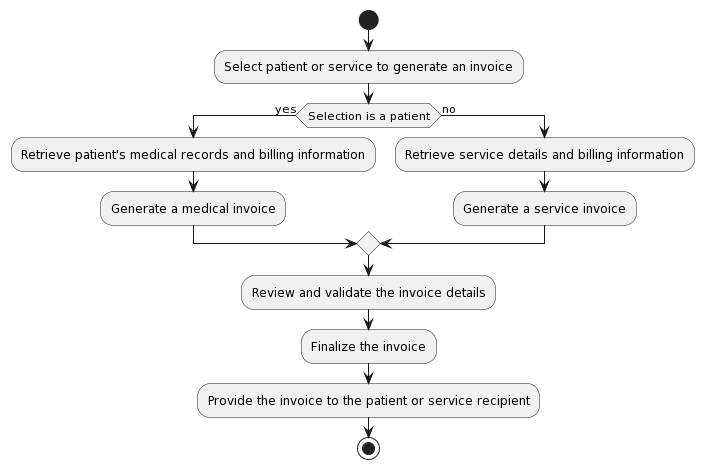 Select patient or service to generate an invoice
yes
Selection is a patient
no
Retrieve patient's medical records and billing information
Retrieve service details and billing information
Generate a medical invoice
Generate a service invoice
Review and validate the invoice details
Finalize the invoice
Provide the invoice to the patient or service recipient